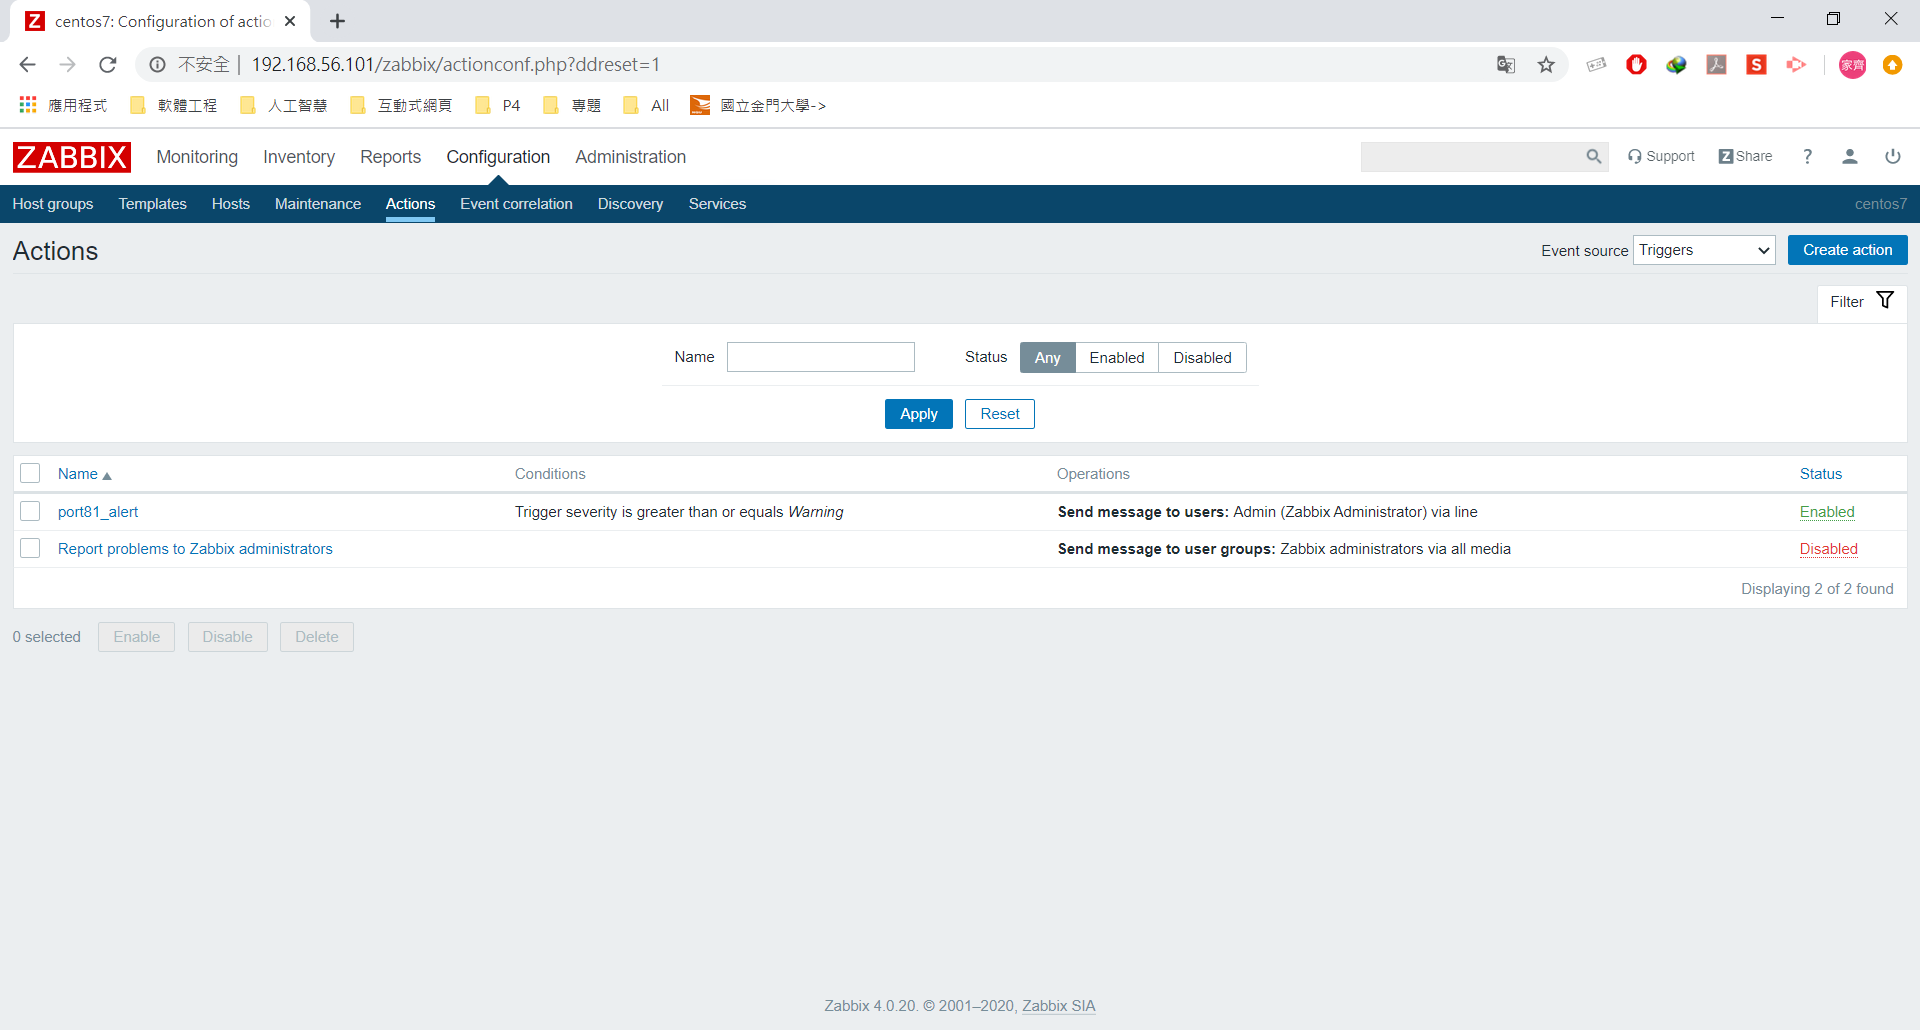 centos7: Configuration of actio
不安全 | 192.168.56.101/zabbix/actionconf.php?ddreset=1
家齊
應用程式 軟體工程 人工智慧 互動式網頁 P4 專題 All 國立金門大學->
ZABBIX Monitoring Inventory Reports Configuration Administration Support Z Share ?
Host groups Templates Hosts Maintenance Actions Event correlation Discovery Services centos7
Actions Event source Triggers Create action
Filter
Name Status Any Enabled Disabled
Apply Reset
Name Conditions Operations Status
port81_alert Trigger severity is greater than or equals Warning Send message to users: Admin (Zabbix Administrator) via line Enabled
Report problems to Zabbix administrators Send message to user groups: Zabbix administrators via all media Disabled
Displaying 2 of 2 found
0 selected Enable Disable Delete
Zabbix 4.0.20. © 2001–2020, Zabbix SIA